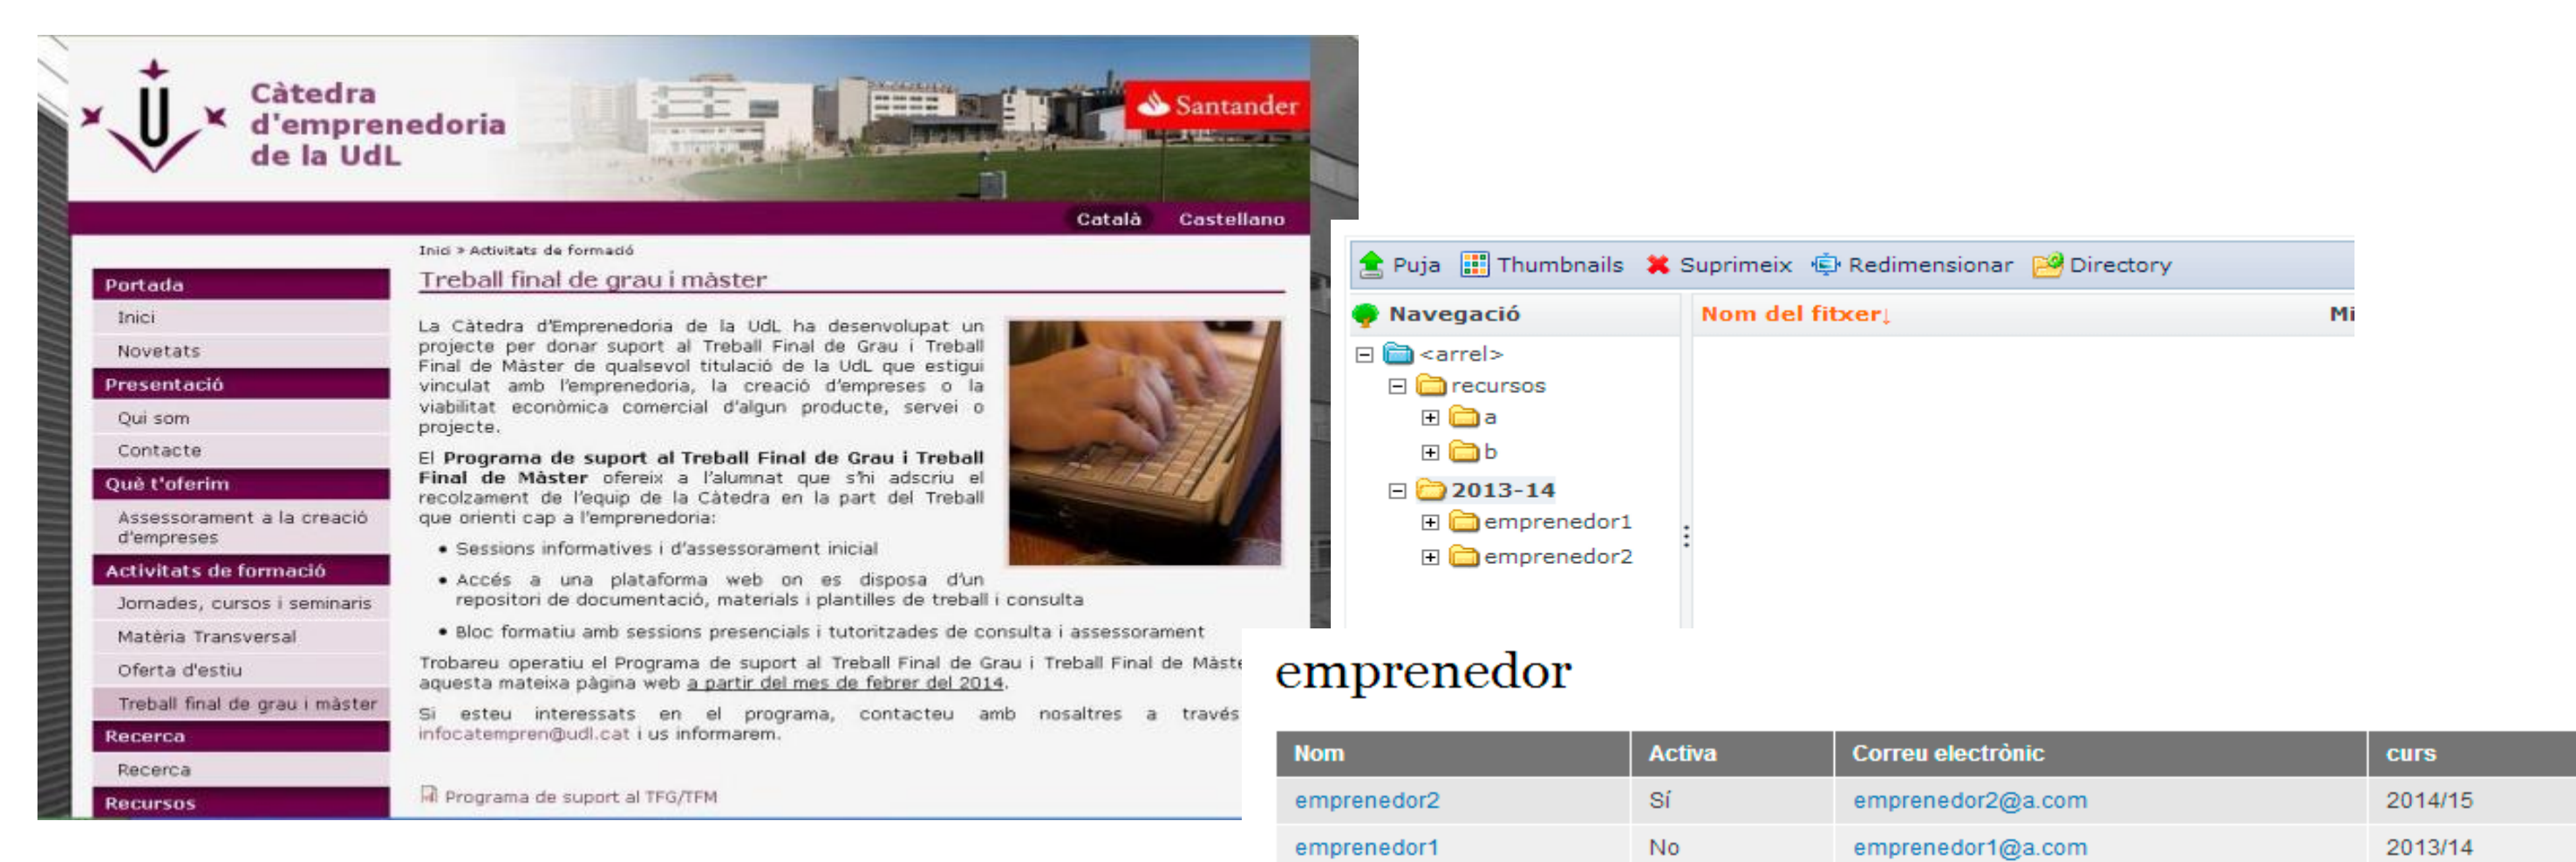 Càtedra
d'emprenedoria
de la UdL
Santander
Català Castellano
Portada
Inici
Novetats
Presentació
Qui som
Contacte
Què t'oferim
Assessorament a la creació
d'empreses
Activitats de formació
Jornades, cursos i seminaris
Matèria Transversal
Oferta d'estiu
Treball final de grau i màster
Recerca
Recerca
Recursos
Inici > Activitats de formació
Treball final de grau i màster
La Càtedra d'Emprenedoria de la UdL ha desenvolupat un
projecte per donar suport al Treball Final de Grau i Treball
Final de Màster de qualsevol titulació de la UdL que estigui
vinculat amb l'emprenedoria, la creació d'empreses o la
viabilitat econòmica comercial d'algun producte, servei o
projecte.
El Programa de suport al Treball Final de Grau i Treball
Final de Màster ofereix a l'alumnat que s'hi adscriu el
recolzament de l'equip de la Càtedra en la part del Treball
que orienti cap a l'emprenedoria:
• Sessions informatives i d'assessorament inicial
• Accés a una plataforma web on es disposa d'un
repositori de documentació, materials i plantilles de treball i consulta
• Bloc formatiu amb sessions presencials i tutoritzades de consulta i assessorament
Trobareu operatiu el Programa de suport al Treball Final de Grau i Treball Final de Màste
aquesta mateixa pàgina web a partir del mes de febrer del 2014.
Si esteu interessats en el programa, contacteu amb nosaltres a través
infocatempren@udl.cat i us informarem.
Programa de suport al TFG/TFM
Puja Thumbnails Suprimeix Redimensionar Directory
Navegació Nom del fitxer↓ Mi
<arrel>
recursos
a
b
2013-14
emprenedor1
emprenedor2
emprenedor
Nom Activa Correu electrònic curs
emprenedor2 Sí emprenedor2@a.com 2014/15
emprenedor1 No emprenedor1@a.com 2013/14